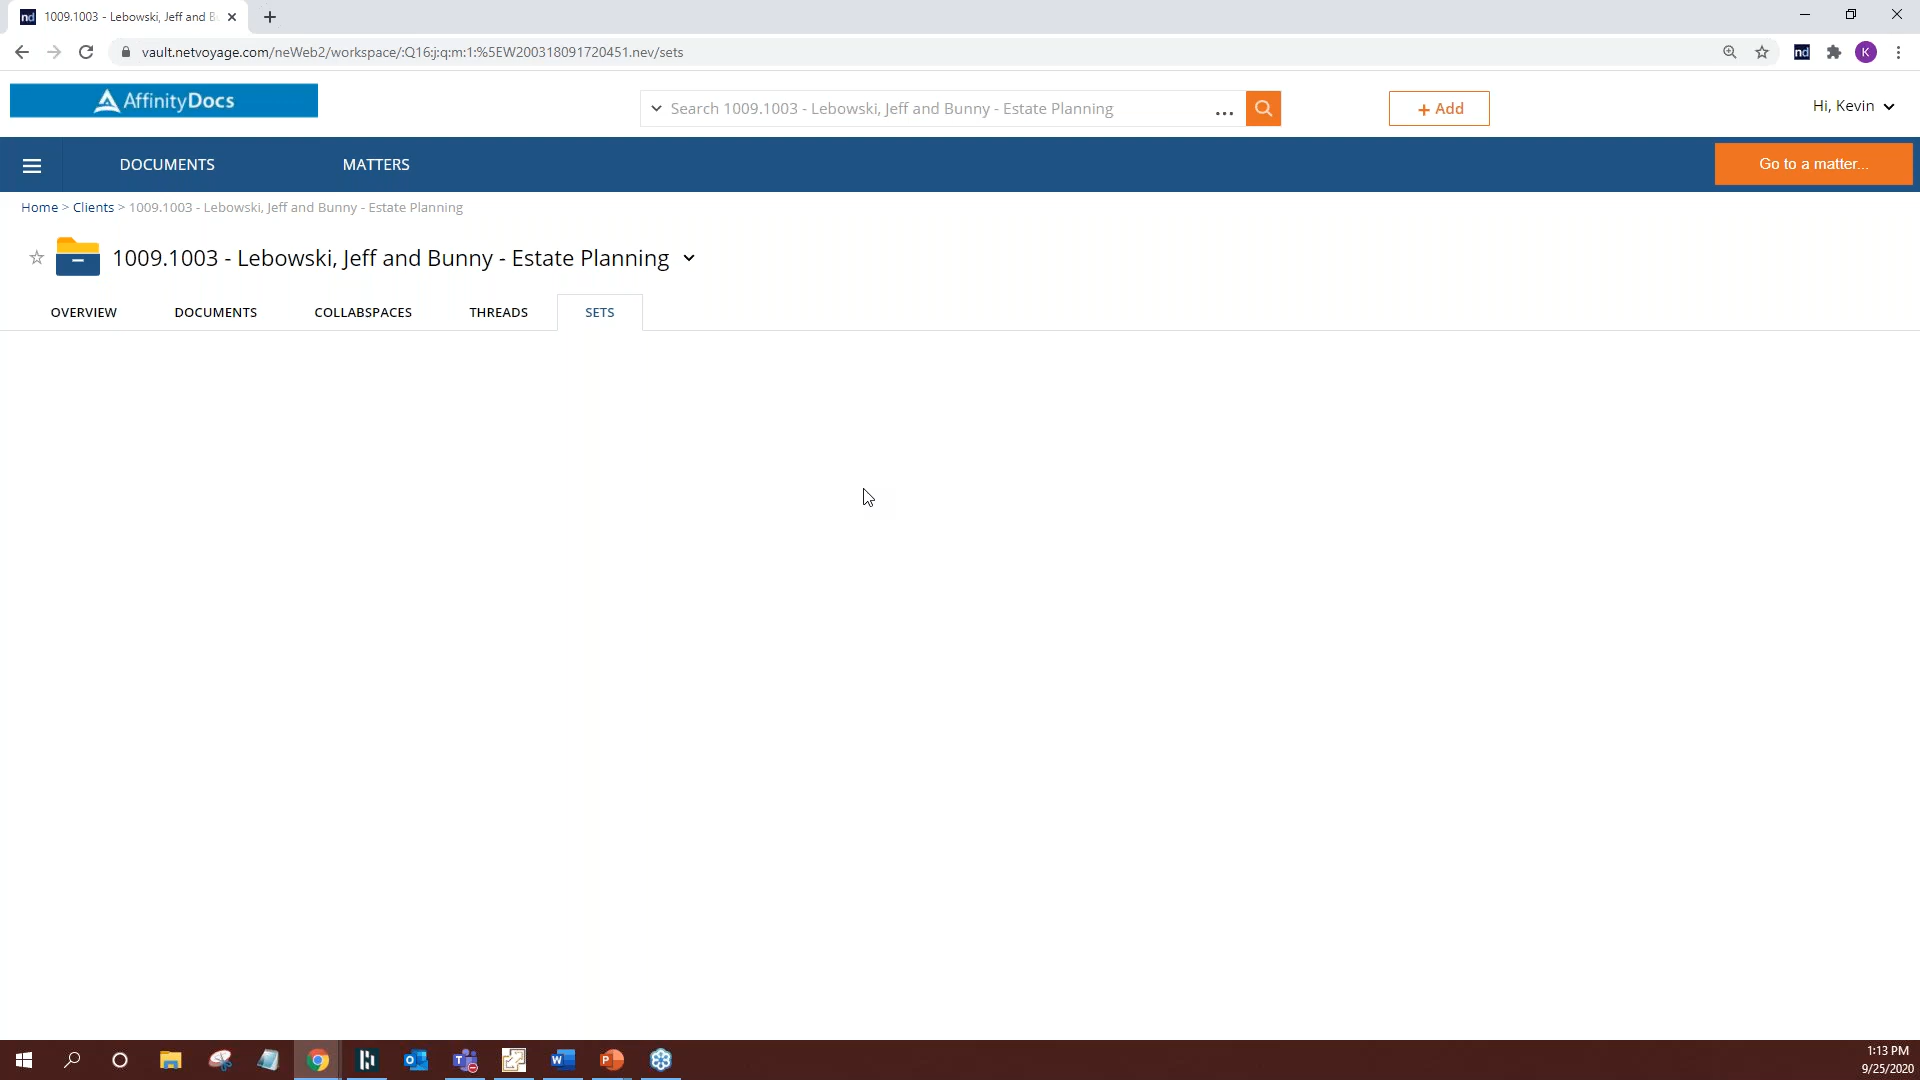 nd 1009.1003 - Lebowski, Jeff and B
vault.netvoyage.com/neWeb2/workspace/:Q16:j:q:m:1:%5EW200318091720451.nev/sets
nd
K
AffinityDocs
Search 1009.1003 - Lebowski, Jeff and Bunny - Estate Planning
...
+ Add
Hi, Kevin
DOCUMENTS
MATTERS
Go to a matter...
Home > Clients > 1009.1003 - Lebowski, Jeff and Bunny - Estate Planning
1009.1003 - Lebowski, Jeff and Bunny - Estate Planning
OVERVIEW
DOCUMENTS
COLLABSPACES
THREADS
SETS
1:13 PM
9/25/2020